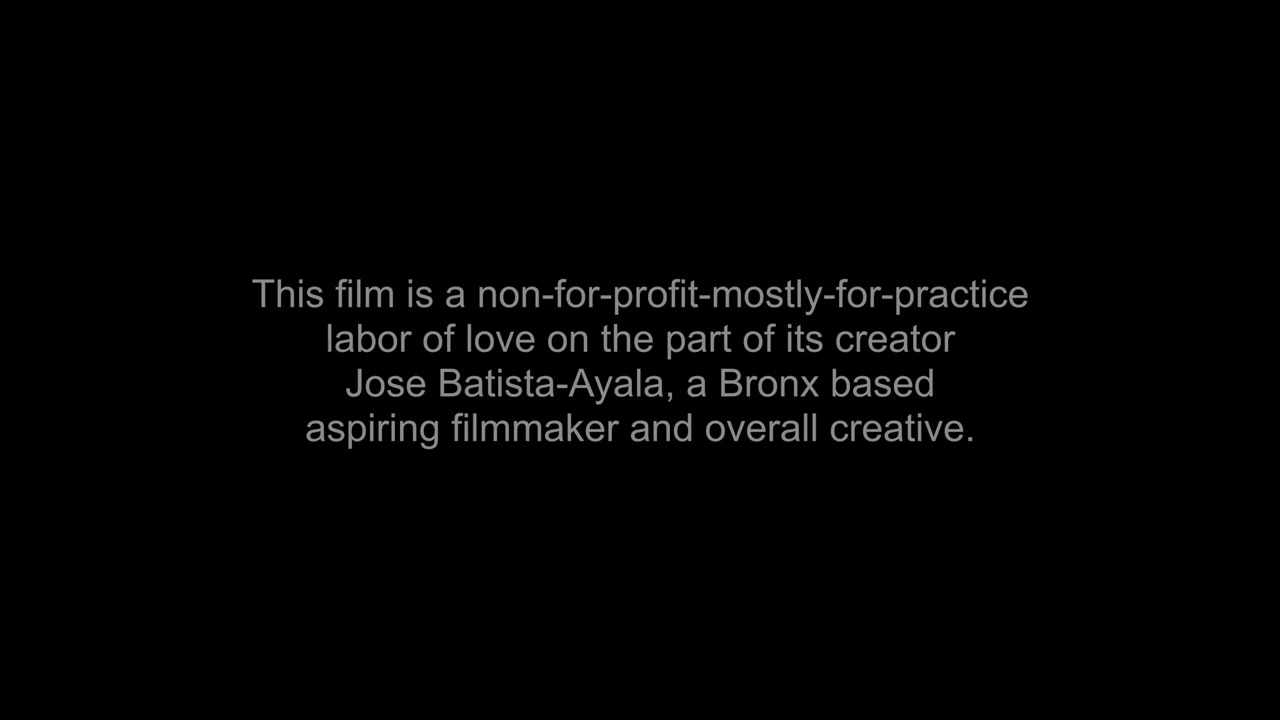 This film is a non-for-profit-mostly-for-practice
labor of love on the part of its creator
Jose Batista-Ayala, a Bronx based
aspiring filmmaker and overall creative.